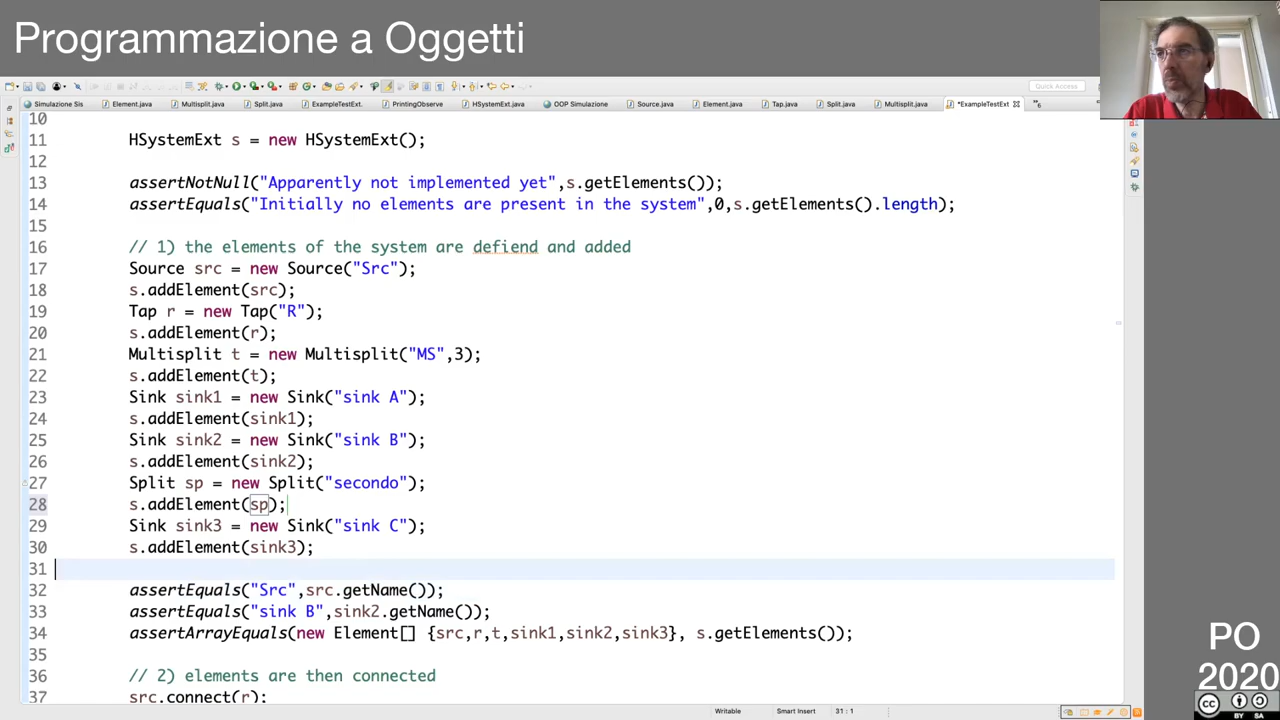 Programmazione a Oggetti
Quick Access
Simulazione Sis
Element.java
Multisplit.java
Split.java
ExampleTestExt.
PrintingObserve
HSystemExt.java
OOP Simulazione
Source.java
Element.java
Tap.java
Split.java
Multisplit.java
*ExampleTestExt
10
11 HSystemExt s = new HSystemExt();
12
13 assertNotNull("Apparently not implemented yet",s.getElements());
14 assertEquals("Initially no elements are present in the system",0,s.getElements().length);
15
16 // 1) the elements of the system are defiend and added
17 Source src = new Source("Src");
18 s.addElement(src);
19 Tap r = new Tap("R");
20 s.addElement(r);
21 Multisplit t = new Multisplit("MS",3);
22 s.addElement(t);
23 Sink sink1 = new Sink("sink A");
24 s.addElement(sink1);
25 Sink sink2 = new Sink("sink B");
26 s.addElement(sink2);
27 Split sp = new Split("secondo");
28 s.addElement(sp);
29 Sink sink3 = new Sink("sink C");
30 s.addElement(sink3);
31
32 assertEquals("Src",src.getName());
33 assertEquals("sink B",sink2.getName());
34 assertArrayEquals(new Element[] {src,r,t,sink1,sink2,sink3}, s.getElements());
35
36 // 2) elements are then connected
37 src.connect(r);
Writable
Smart Insert
31 : 1
PO
2020
cc
BY SA